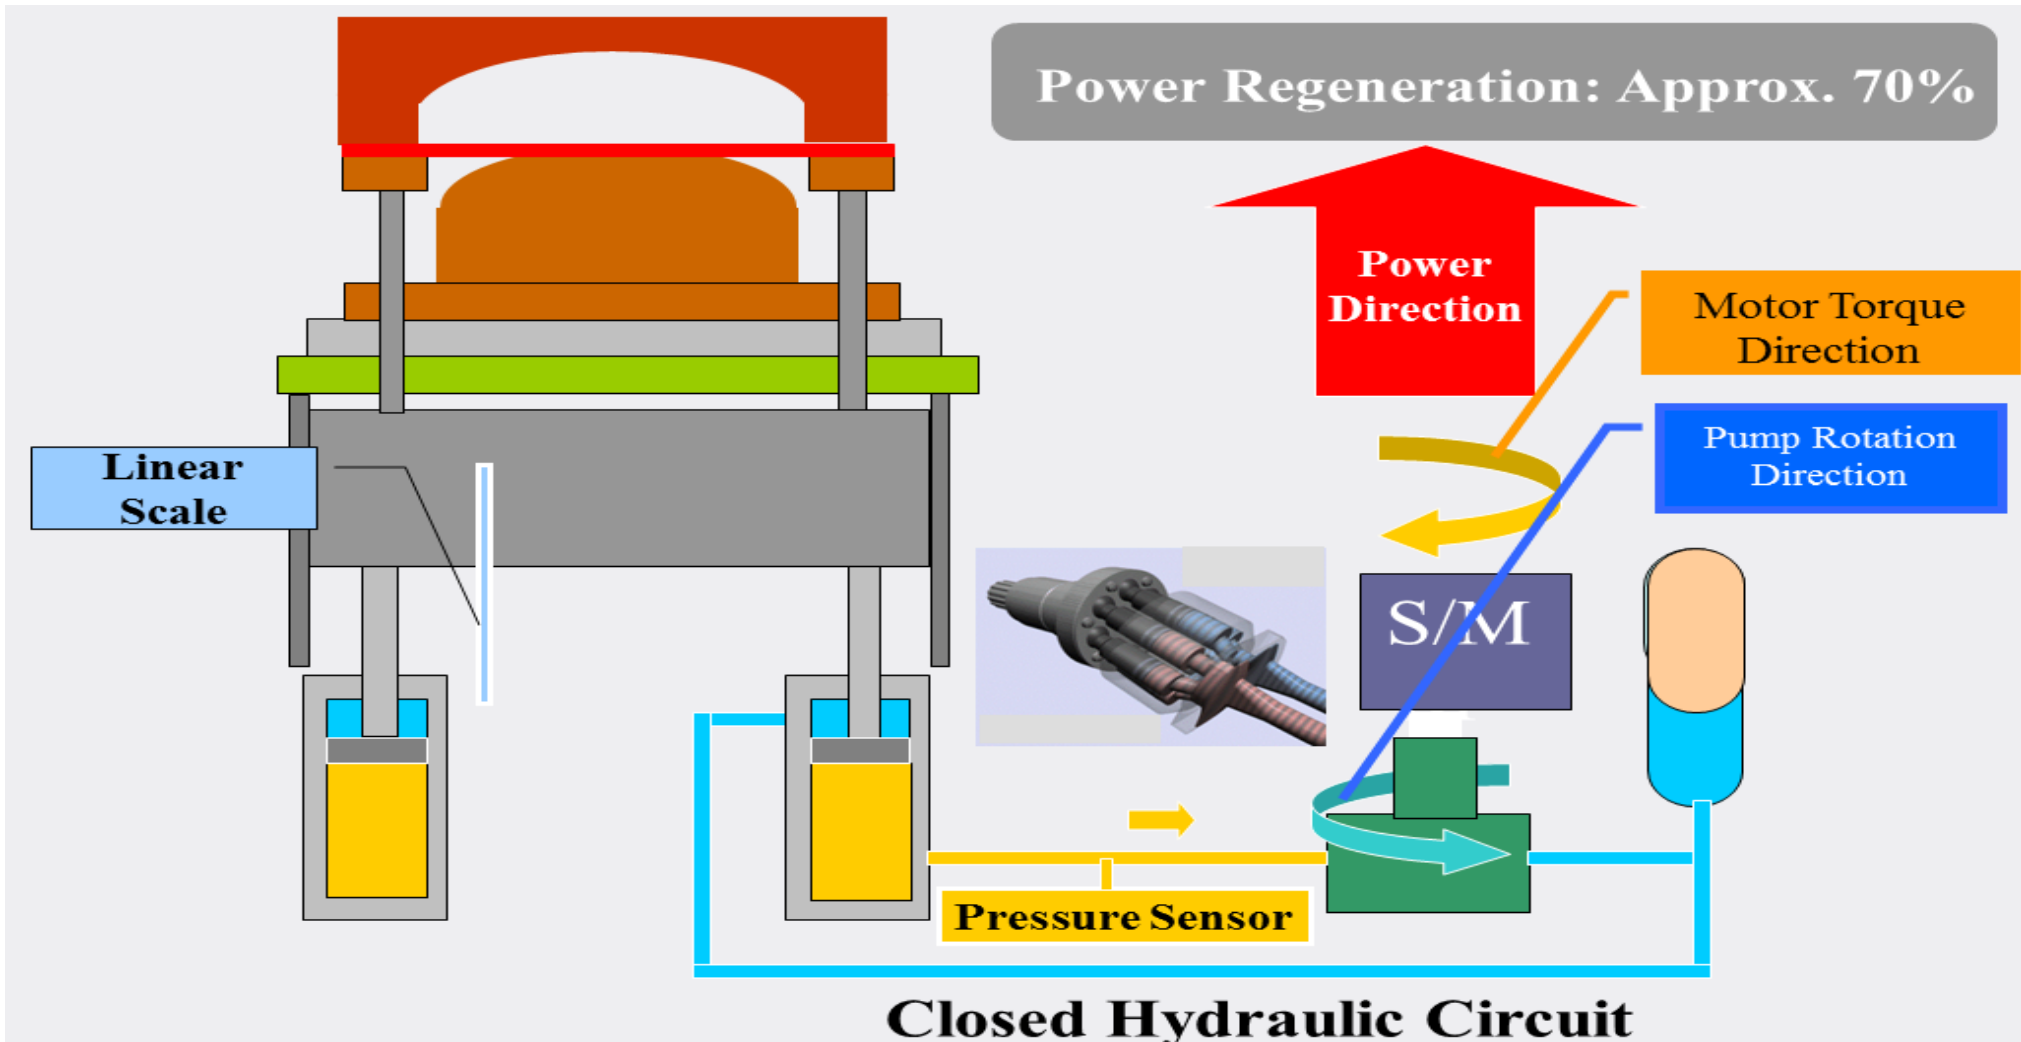 Power Regeneration: Approx. 70%
Power
Direction
Motor Torque
Direction
Pump Rotation
Direction
Linear
Scale
S/M
Pressure Sensor
Closed Hydraulic Circuit